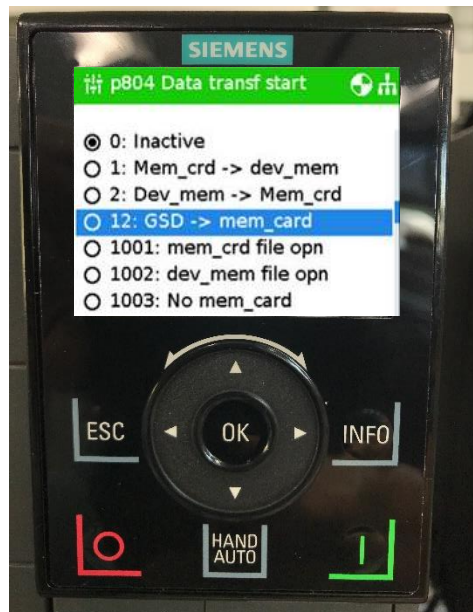 SIEMENS
p804 Data transf start
0: Inactive
1: Mem_crd -> dev_mem
2: Dev_mem -> Mem_crd
12: GSD -> mem_card
1001: mem_crd file opn
1002: dev_mem file opn
1003: No mem_card
ESC
OK
INFO
HAND
AUTO